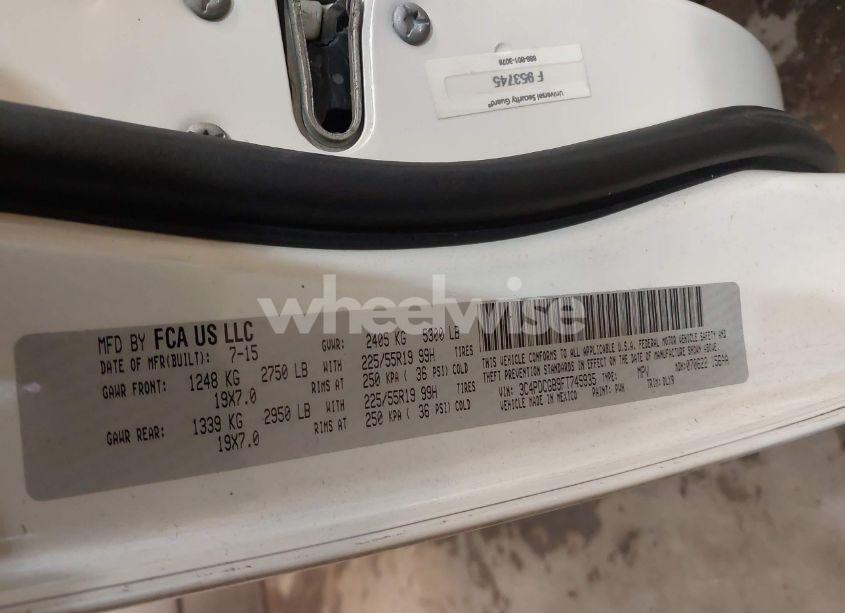 Universal Security Guard®
F 953745
888-601-3078
wheelwise
MFD BY FCA US LLC
DATE OF MFR(BUILT): 7-15
GVWR: 2405 KG 5300 LB
GAWR FRONT: 1248 KG 2750 LB WITH 225/55R19 99H TIRES
19X7.0 RIMS AT 250 KPA ( 36 PSI) COLD
GAWR REAR: 1339 KG 2950 LB WITH 225/55R19 99H TIRES
19X7.0 RIMS AT 250 KPA ( 36 PSI) COLD
THIS VEHICLE CONFORMS TO ALL APPLICABLE U.S.A. FEDERAL MOTOR VEHICLE SAFETY AND
THEFT PREVENTION STANDARDS IN EFFECT ON THE DATE OF MANUFACTURE SHOWN ABOVE.
VIN: 3C4PDCGB9FT745935 TYPE: MPV MDH:
VEHICLE MADE IN MEXICO PAINT: PWH TRIM: DLX9